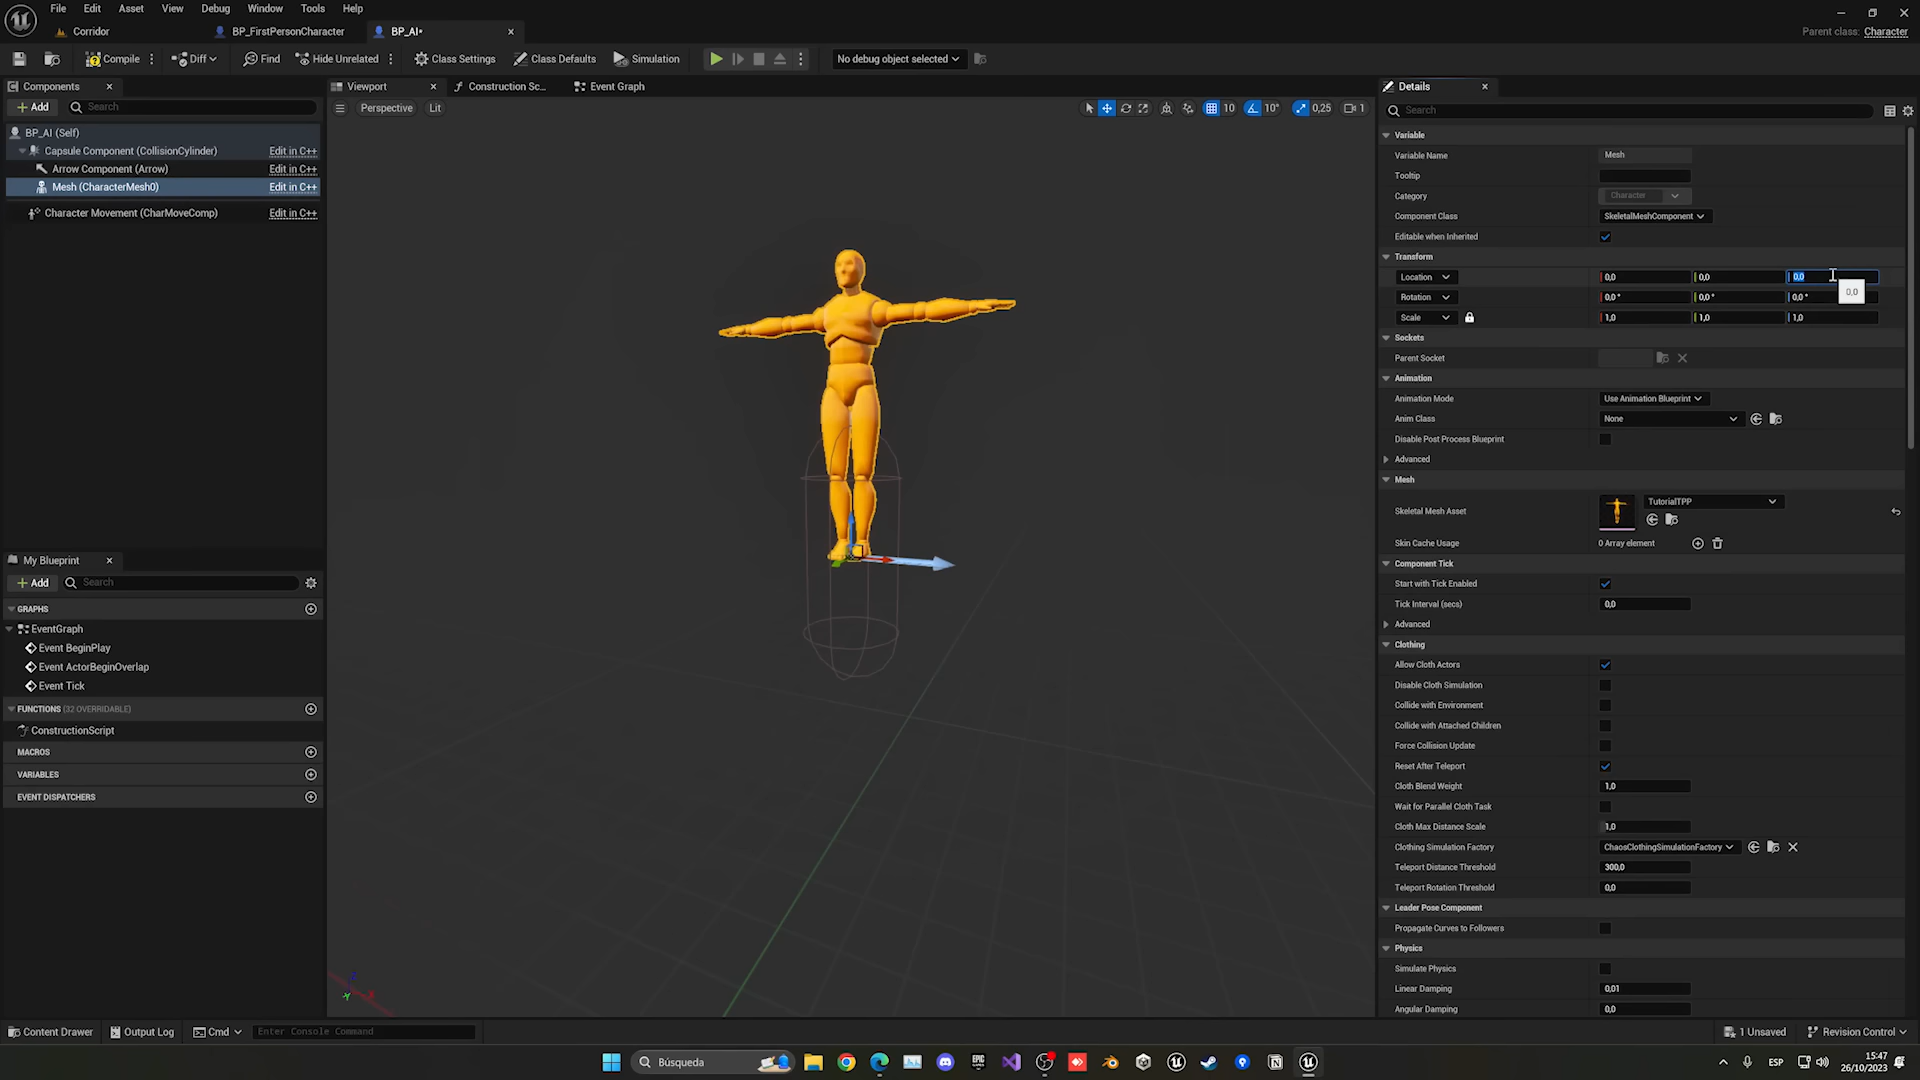 File Edit Asset View Debug Window Tools Help
Corridor BP_FirstPersonCharacter BP_AI•
Parent class: Character
Compile Diff Find Hide Unrelated Class Settings Class Defaults Simulation No debug object selected
Components
Add Search
BP_AI (Self)
Capsule Component (CollisionCylinder) Edit in C++
Arrow Component (Arrow) Edit in C++
Mesh (CharacterMesh0) Edit in C++
Character Movement (CharMoveComp) Edit in C++
My Blueprint
Add Search
GRAPHS
EventGraph
Event BeginPlay
Event ActorBeginOverlap
Event Tick
FUNCTIONS (32 OVERRIDABLE)
ConstructionScript
MACROS
VARIABLES
EVENT DISPATCHERS
Viewport Construction Sc... Event Graph
Perspective Lit 10 10° 0,25 1
Z Y X
Details
Search
Variable
Variable Name Mesh
Tooltip
Category Character
Component Class SkeletalMeshComponent
Editable when Inherited
Transform
Location 0,0 0,0 0,0
0,0
Rotation 0,0 ° 0,0 ° 0,0 °
Scale 1,0 1,0 1,0
Sockets
Parent Socket
Animation
Animation Mode Use Animation Blueprint
Anim Class None
Disable Post Process Blueprint
Advanced
Mesh
Skeletal Mesh Asset TutorialTPP
Skin Cache Usage 0 Array element
Component Tick
Start with Tick Enabled
Tick Interval (secs) 0,0
Advanced
Clothing
Allow Cloth Actors
Disable Cloth Simulation
Collide with Environment
Collide with Attached Children
Force Collision Update
Reset After Teleport
Cloth Blend Weight 1,0
Wait for Parallel Cloth Task
Cloth Max Distance Scale 1,0
Clothing Simulation Factory ChaosClothingSimulationFactory
Teleport Distance Threshold 300,0
Teleport Rotation Threshold 0,0
Leader Pose Component
Propagate Curves to Followers
Physics
Simulate Physics
Linear Damping 0,01
Angular Damping 0,0
Content Drawer Output Log Cmd Enter Console Command 1 Unsaved Revision Control
Búsqueda EPIC GAMES ESP 15:47
26/10/2023